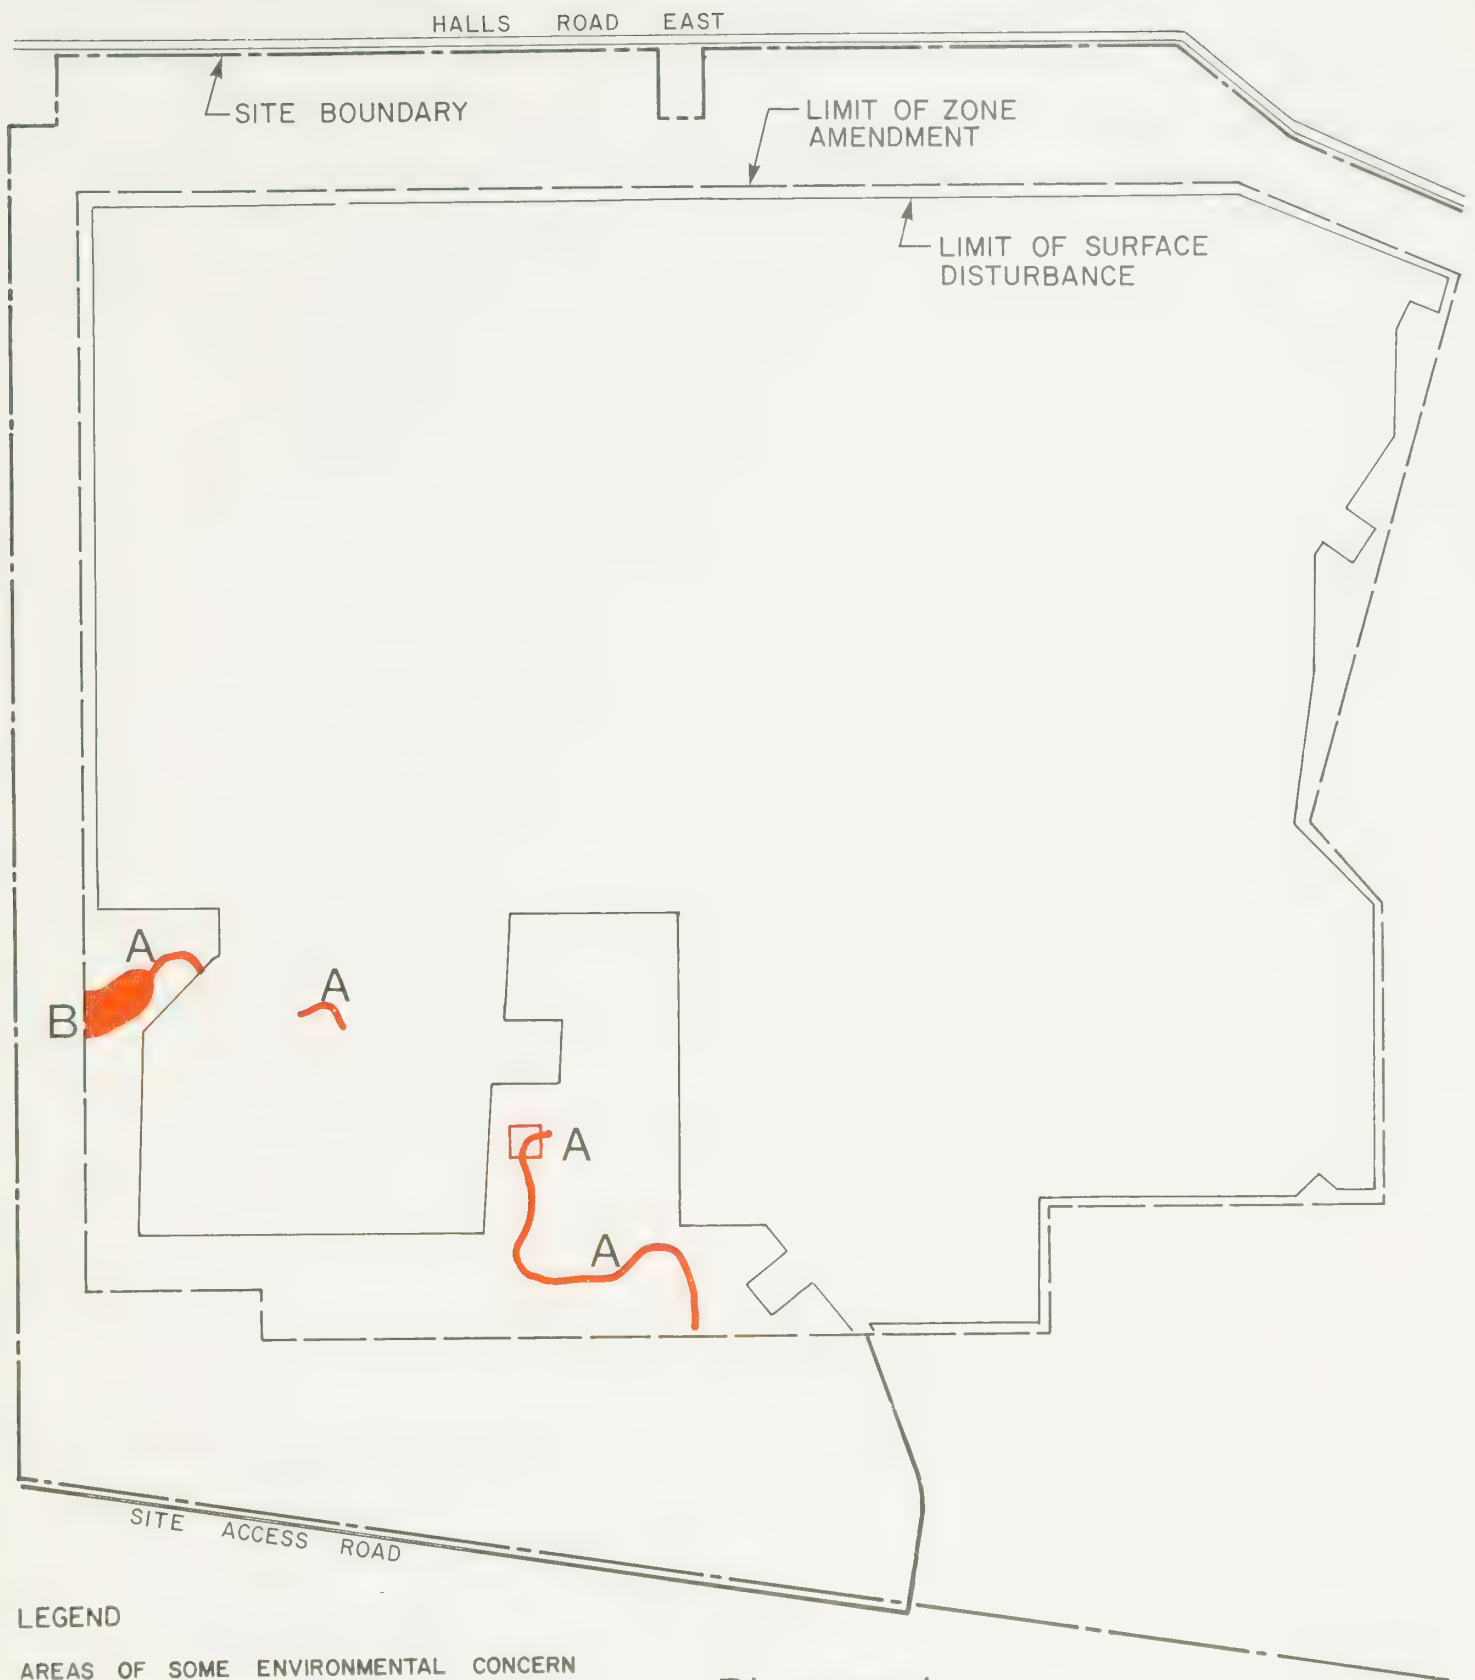 HALLS ROAD EAST
SITE BOUNDARY
LIMIT OF ZONE
AMENDMENT
LIMIT OF SURFACE
DISTURBANCE
A
A
B
A
A
SITE ACCESS ROAD
LEGEND
AREAS OF SOME ENVIRONMENTAL CONCERN